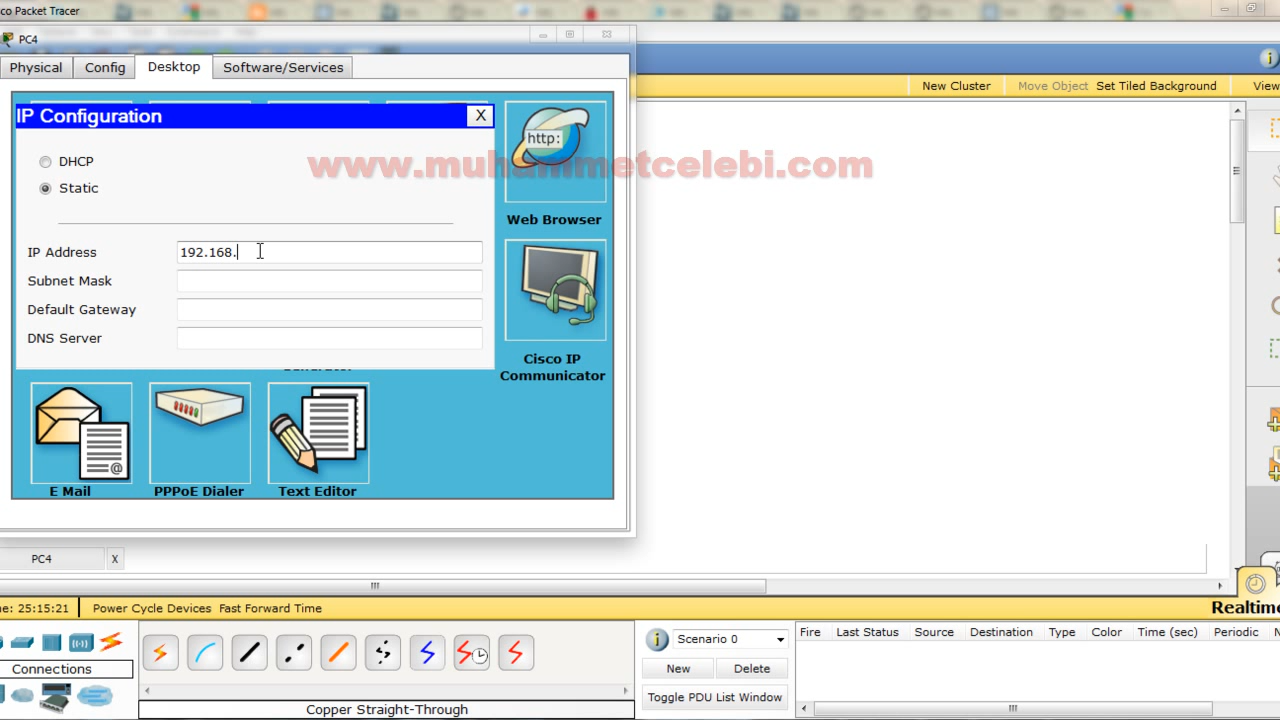 co Packet Tracer
PC4
Physical Config Desktop Software/Services
New Cluster Move Object Set Tiled Background View
IP Configuration X
http:
DHCP
www.muhammetcelebi.com
Static
Web Browser
IP Address 192.168.
Subnet Mask
Default Gateway
DNS Server
Cisco IP
Communicator
E Mail PPPoE Dialer Text Editor
PC4 X
e: 25:15:21 Power Cycle Devices Fast Forward Time
Realtime
Scenario 0
Fire Last Status Source Destination Type Color Time (sec) Periodic N
Connections
New Delete
Toggle PDU List Window
Copper Straight-Through